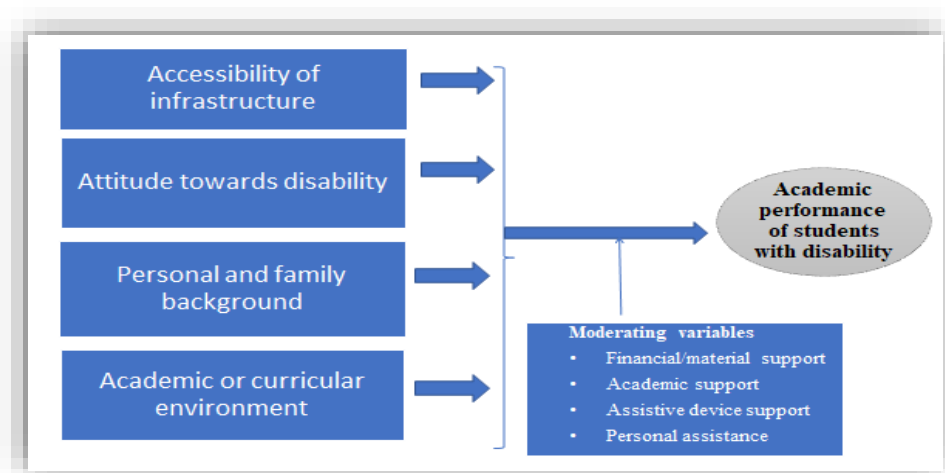 Accessibility of
infrastructure
Attitude towards disability
Personal and family
background
Academic or curricular
environment
Academic
performance
of students
with disability
Moderating variables
• Financial/material support
• Academic support
• Assistive device support
• Personal assistance